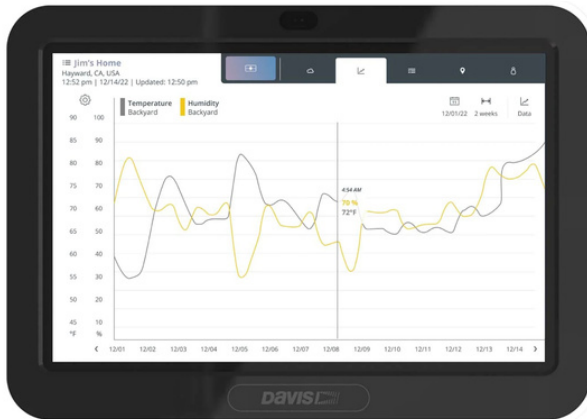 Jim's Home
Hayward, CA, USA
12:52 pm | 12/14/22 | Updated: 12:50 pm
Temperature
Backyard
Humidity
Backyard
31
12/01/22
2 weeks
Data
90 100
85 90
80 80
75 70
70 60
65 50
60 40
55 30
50 20
45 10
°F %
4:54 AM
70 %
72°F
12/01 12/02 12/03 12/04 12/05 12/06 12/07 12/08 12/09 12/10 12/11 12/12 12/13 12/14
DAVIS